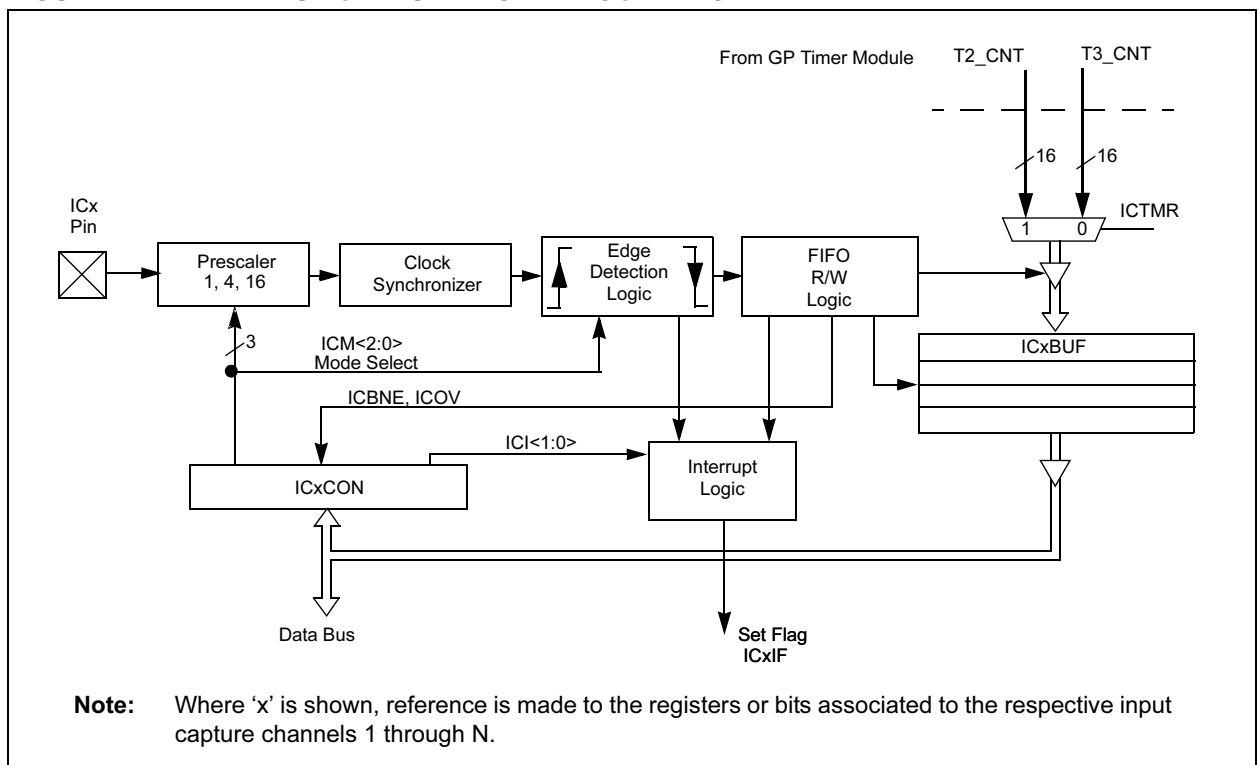 From GP Timer Module
T2_CNT
T3_CNT
16
16
ICx
Pin
1
0
ICTMR
Prescaler
1, 4, 16
Clock
Synchronizer
Edge
Detection
Logic
FIFO
R/W
Logic
3
ICM<2:0>
Mode Select
ICxBUF
ICBNE, ICOV
ICI<1:0>
Interrupt
Logic
ICxCON
Data Bus
Set Flag
ICxIF
Note: Where ‘x’ is shown, reference is made to the registers or bits associated to the respective input
capture channels 1 through N.